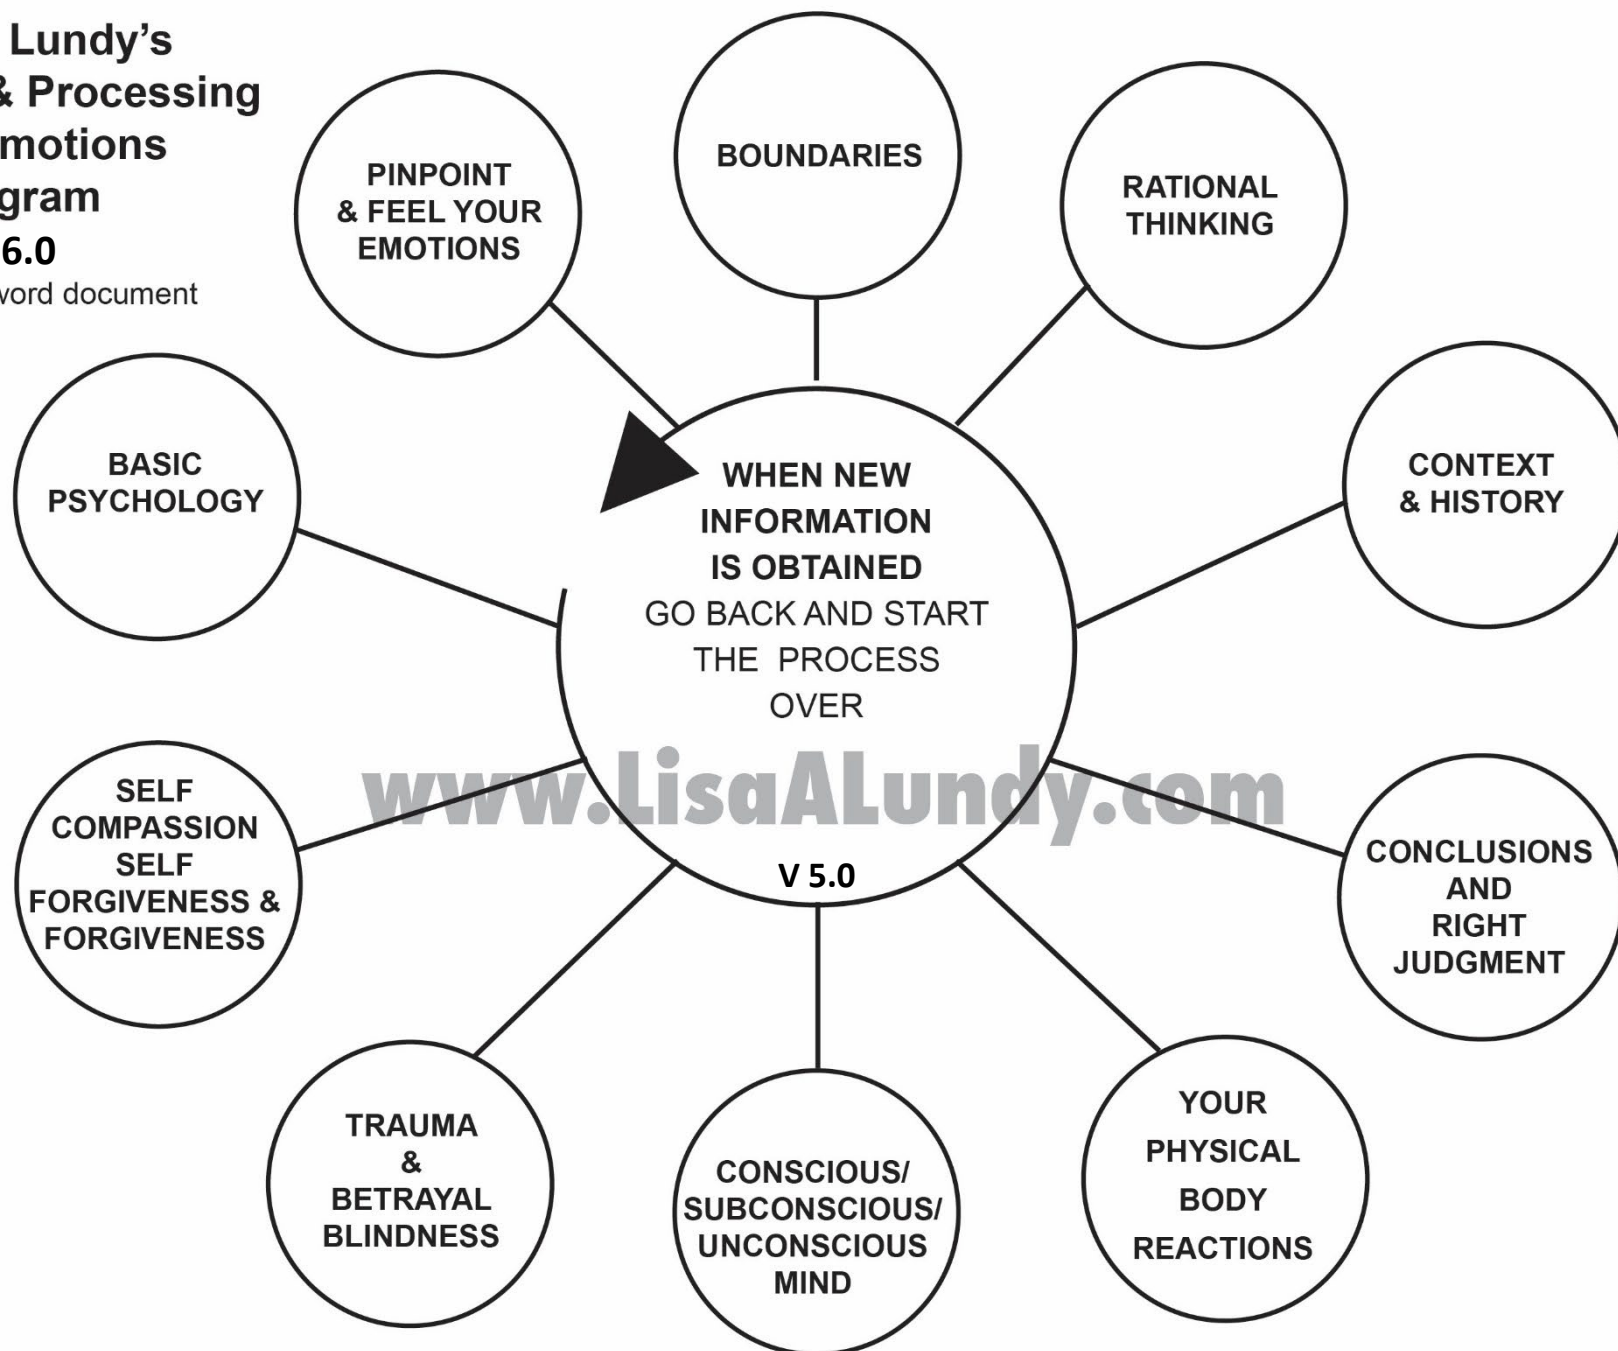 Lundy's
& Processing
motions
gram
6.0
word document
PINPOINT
& FEEL YOUR
EMOTIONS
BOUNDARIES
RATIONAL
THINKING
CONTEXT
& HISTORY
CONCLUSIONS
AND
RIGHT
JUDGMENT
YOUR
PHYSICAL
BODY
REACTIONS
CONSCIOUS/
SUBCONSCIOUS/
UNCONSCIOUS
MIND
TRAUMA
&
BETRAYAL
BLINDNESS
SELF
COMPASSION
SELF
FORGIVENESS &
FORGIVENESS
BASIC
PSYCHOLOGY
WHEN NEW
INFORMATION
IS OBTAINED
GO BACK AND START
THE PROCESS
OVER
www.LisaALundy.com
V 5.0